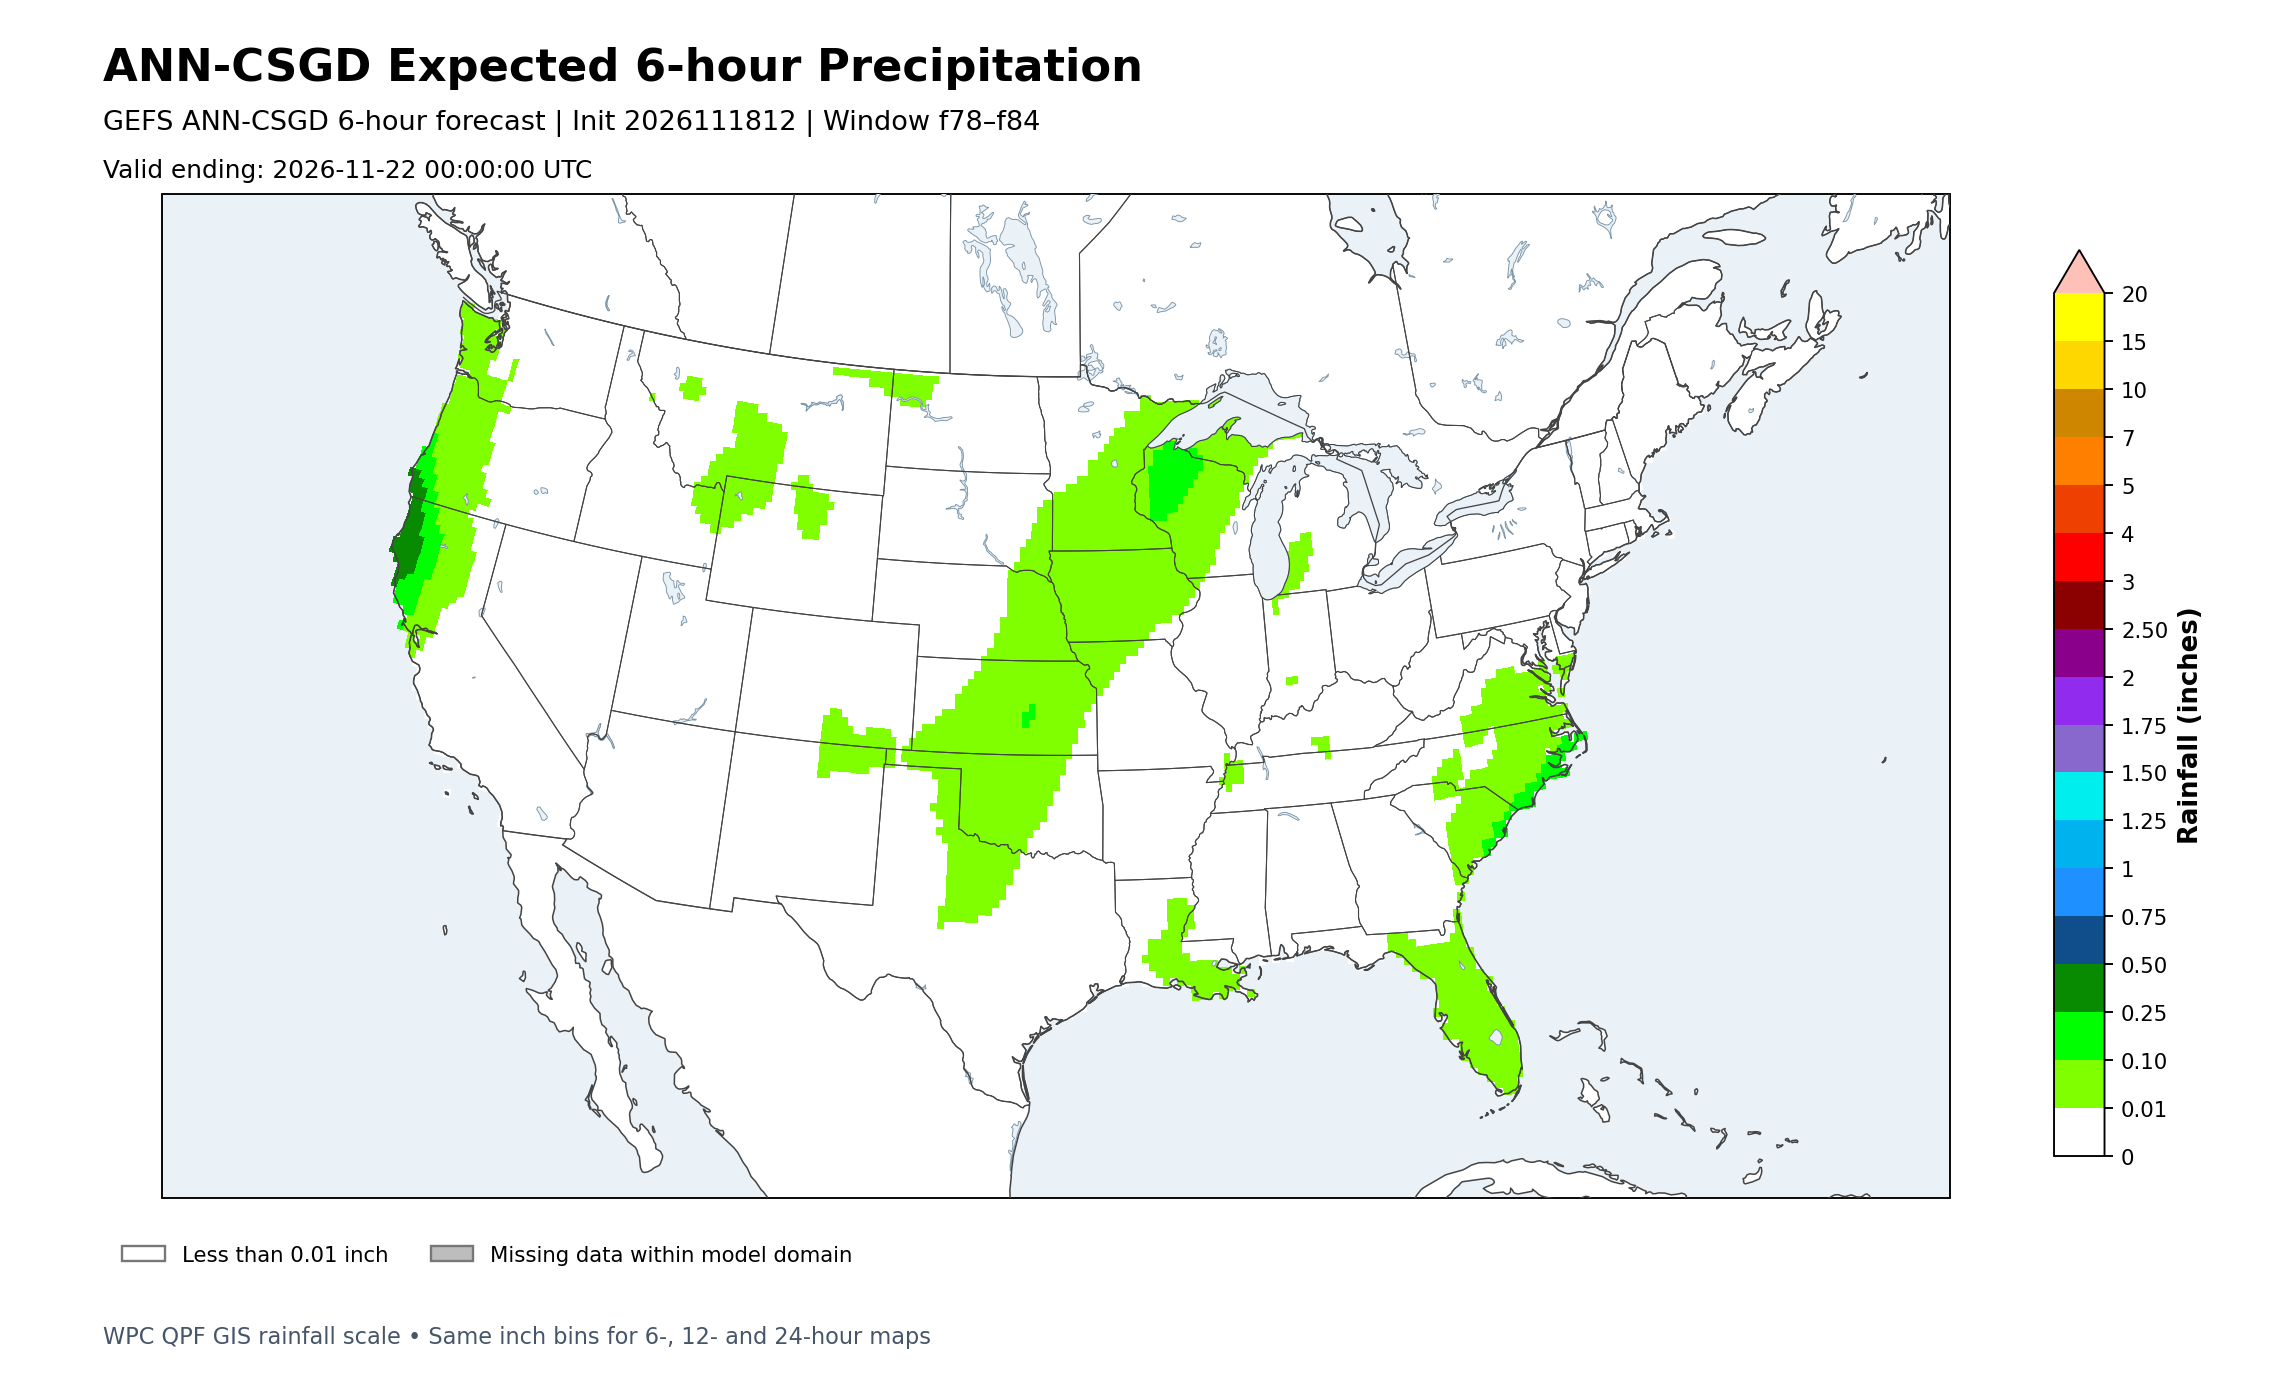 ANN-CSGD Expected 6-hour Precipitation
GEFS ANN-CSGD 6-hour forecast | Init 2026111812 | Window f78–f84
Valid ending: 2026-11-22 00:00:00 UTC
20
15
10
7
5
4
3
2.50
2
1.75
1.50
1.25
1
0.75
0.50
0.25
0.10
0.01
0
Rainfall (inches)
Less than 0.01 inch
Missing data within model domain
WPC QPF GIS rainfall scale • Same inch bins for 6-, 12- and 24-hour maps